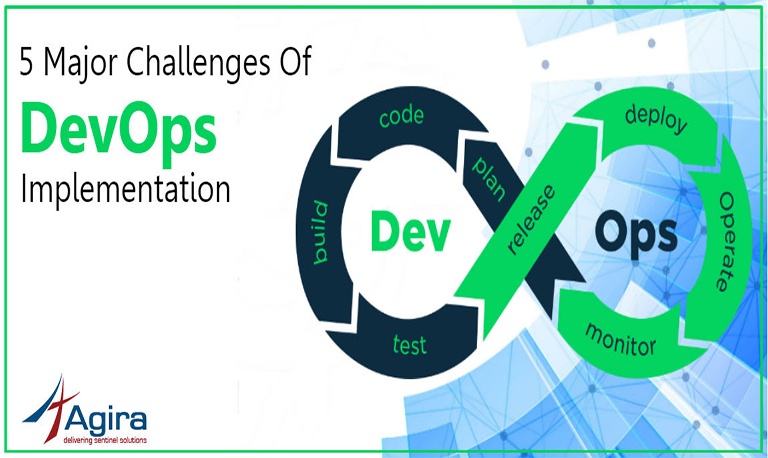 5 Major Challenges Of
DevOps
Implementation
code
plan
build
Dev
test
release
deploy
Ops
Operate
monitor
Agira
delivering sentinel solutions